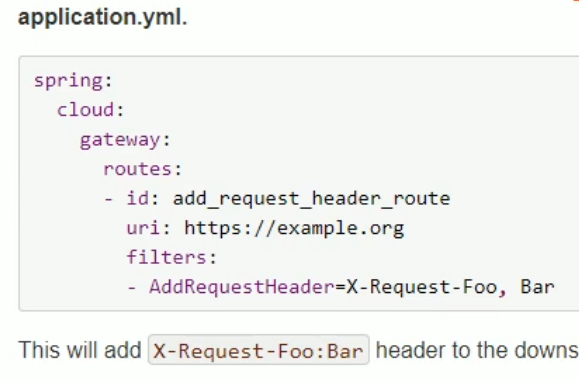 application.yml.
spring:
  cloud:
    gateway:
      routes:
      - id: add_request_header_route
        uri: https://example.org
        filters:
        - AddRequestHeader=X-Request-Foo, Bar
This will add X-Request-Foo:Bar header to the downs